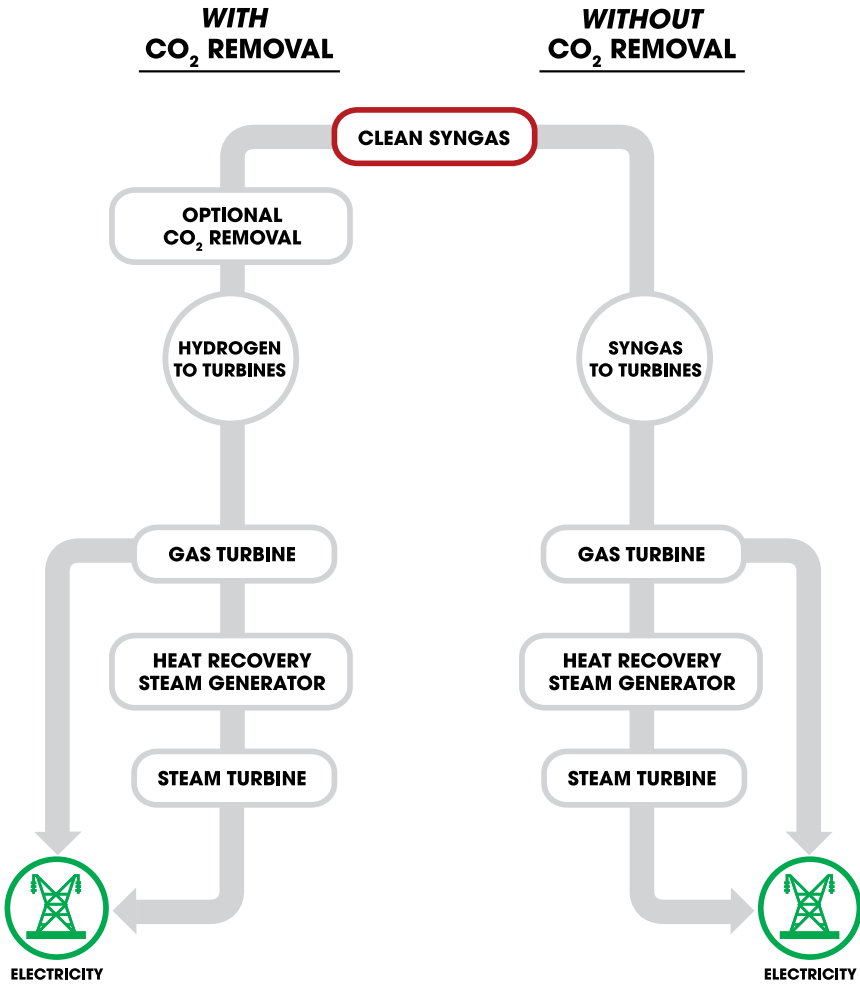 WITH
CO₂ REMOVAL
WITHOUT
CO₂ REMOVAL
CLEAN SYNGAS
OPTIONAL
CO₂ REMOVAL
HYDROGEN
TO TURBINES
SYNGAS
TO TURBINES
GAS TURBINE
GAS TURBINE
HEAT RECOVERY
STEAM GENERATOR
HEAT RECOVERY
STEAM GENERATOR
STEAM TURBINE
STEAM TURBINE
ELECTRICITY
ELECTRICITY